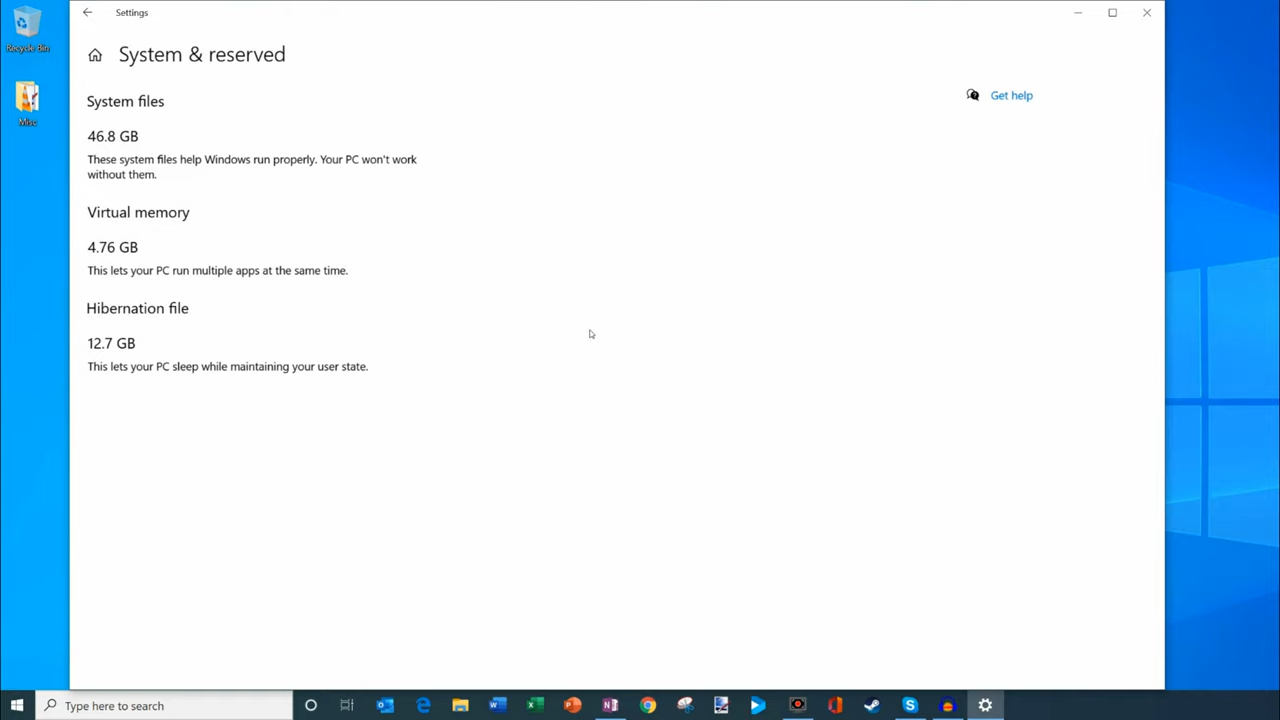 Recycle Bin
Misc
Settings
System & reserved
System files
46.8 GB
These system files help Windows run properly. Your PC won't work
without them.
Virtual memory
4.76 GB
This lets your PC run multiple apps at the same time.
Hibernation file
12.7 GB
This lets your PC sleep while maintaining your user state.
Get help
Type here to search